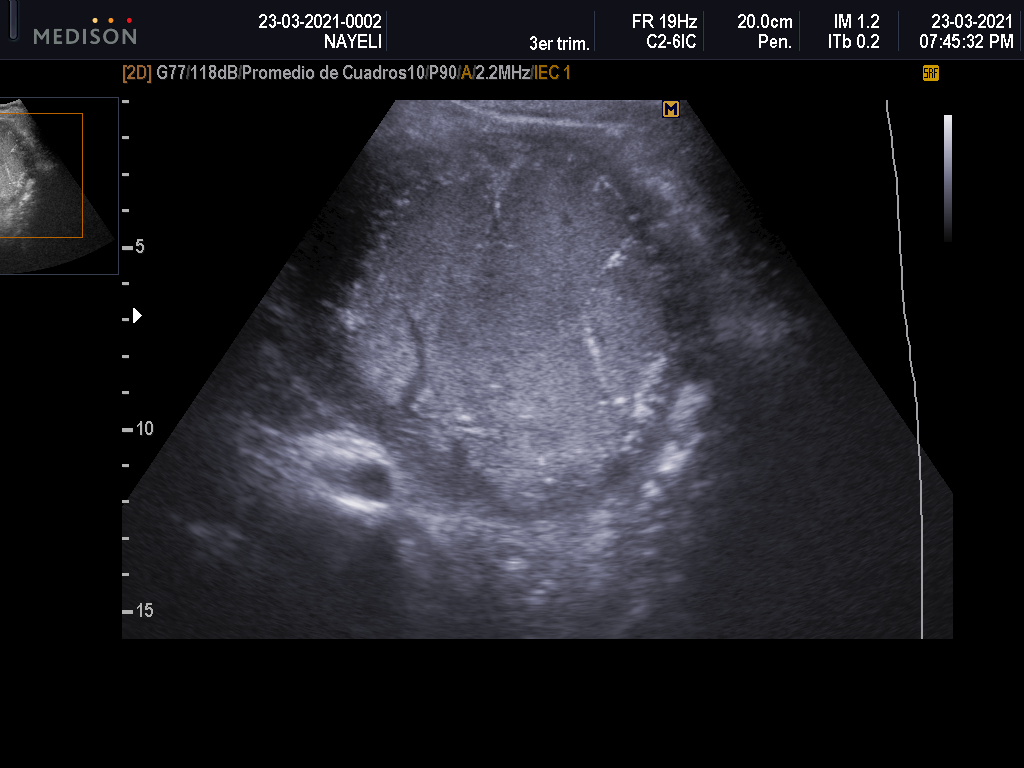 MEDISON
23-03-2021-0002
NAYELI
3er trim.
FR 19Hz
C2-6IC
20.0cm
Pen.
IM 1.2
ITb 0.2
23-03-2021
07:45:32 PM
[2D] G77/118dB/Promedio de Cuadros10/P90/A/2.2MHz/IEC 1
SRF
M
5
10
15